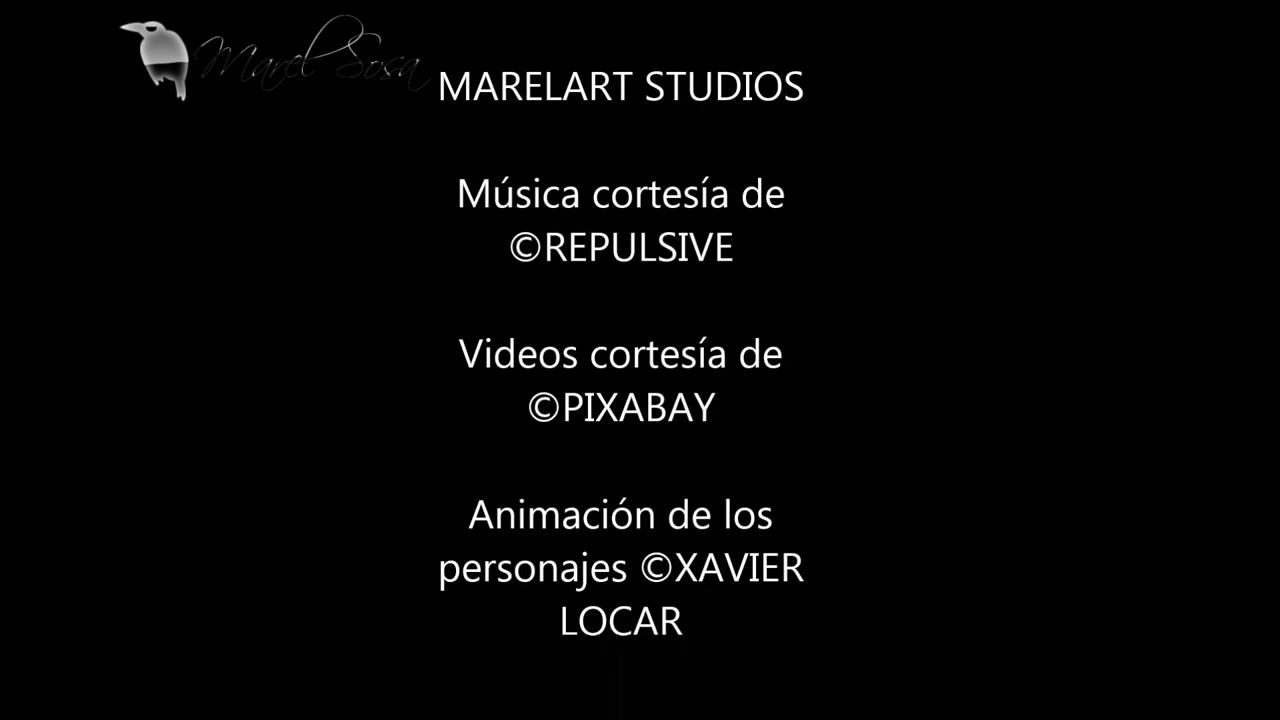 Marel Sosa
MARELART STUDIOS
Música cortesía de
©REPULSIVE
Videos cortesía de
©PIXABAY
Animación de los
personajes ©XAVIER
LOCAR